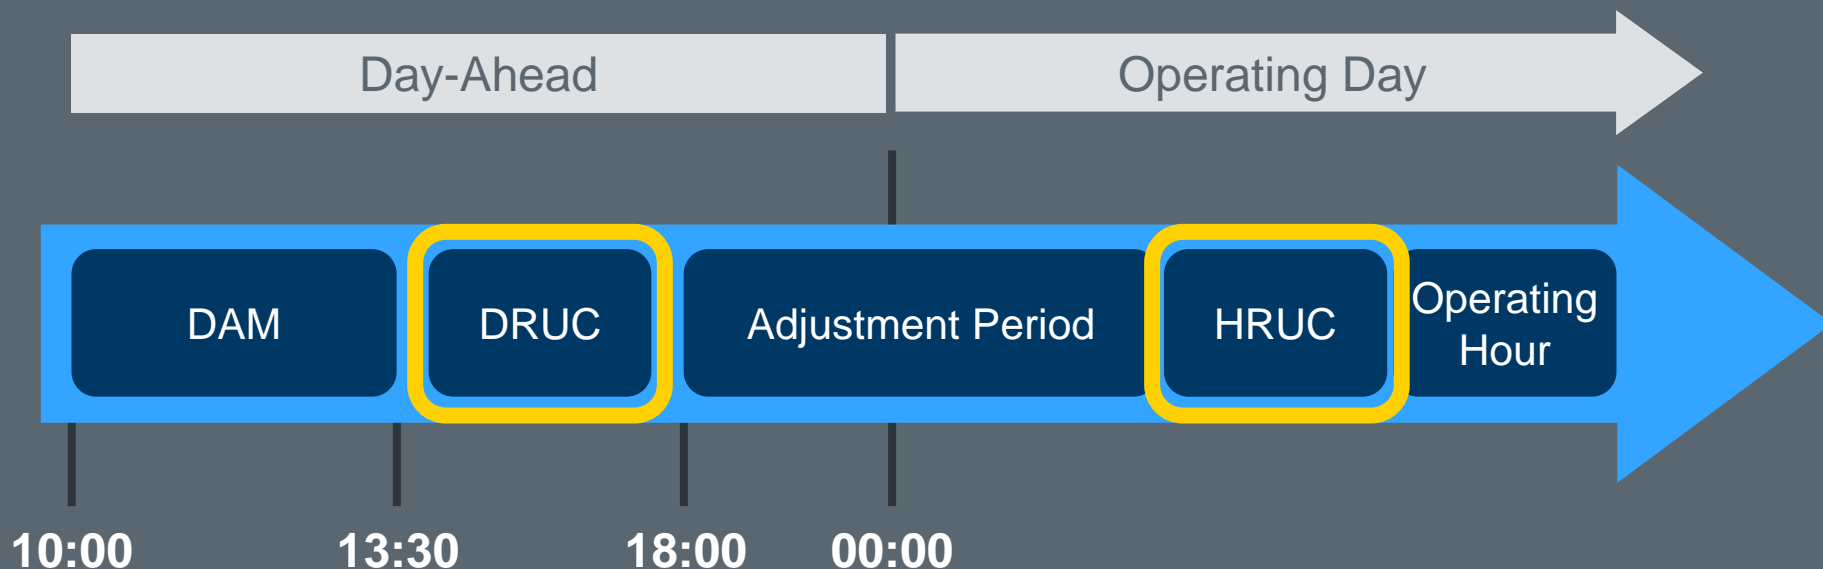 Day-Ahead
Operating Day
DAM
DRUC
Adjustment Period
HRUC
Operating
Hour
10:00
13:30
18:00
00:00